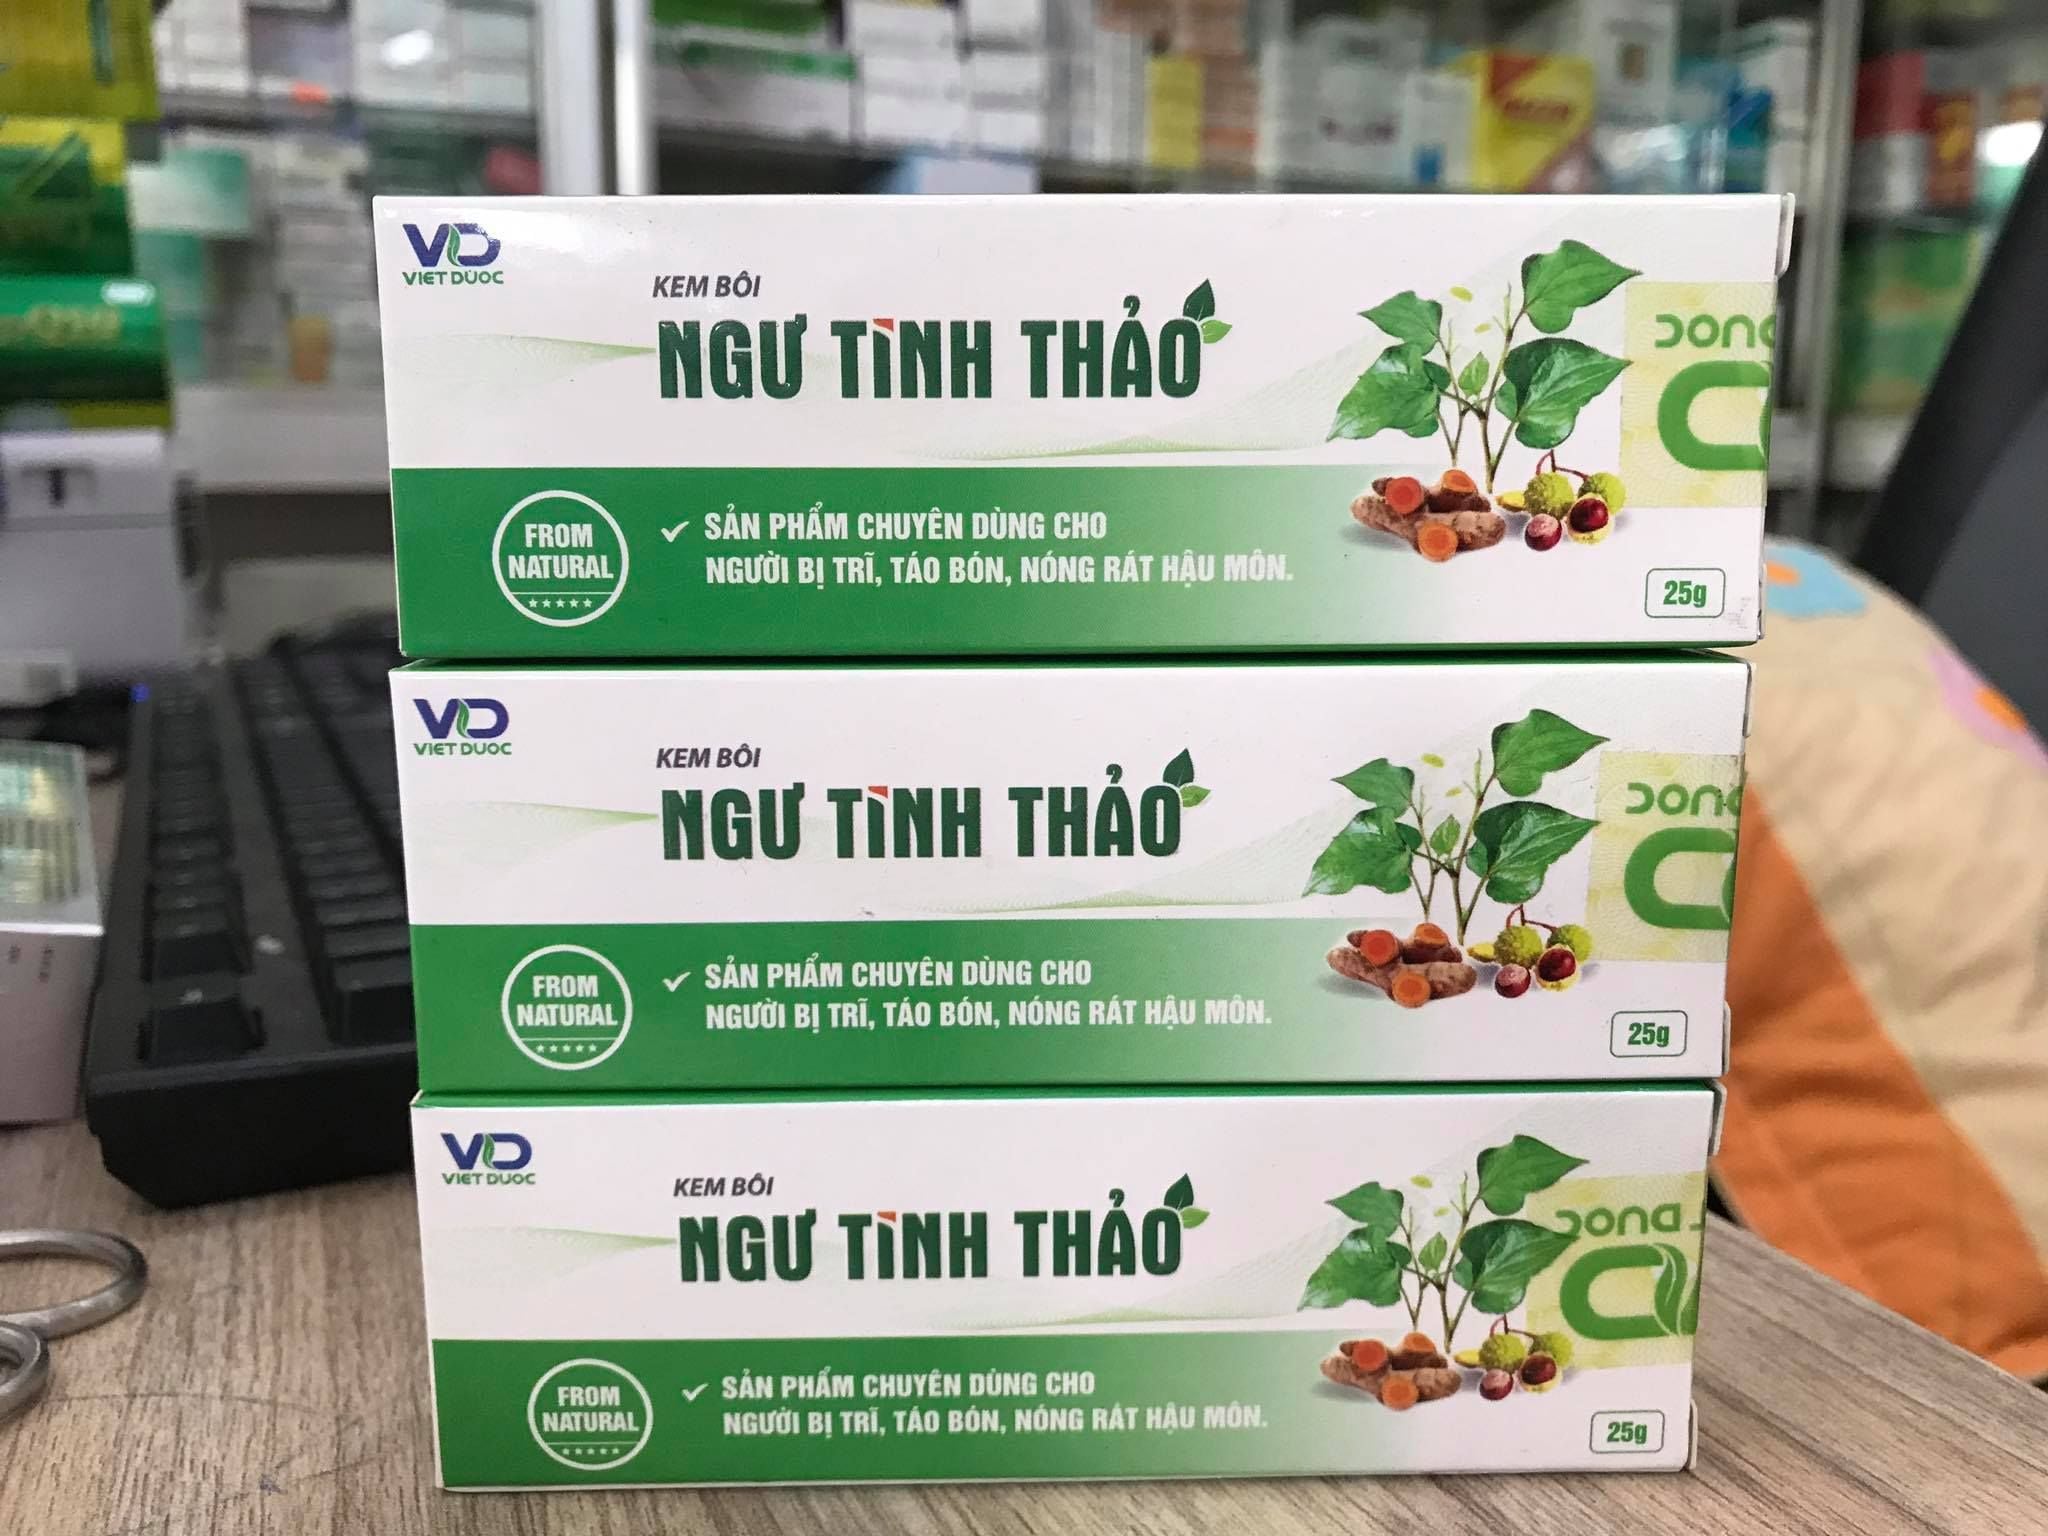 VD
VIET DUOC
KEM BÔI
NGƯ TINH THẢO
FROM
NATURAL
SẢN PHẨM CHUYÊN DÙNG CHO
NGƯỜI BỊ TRĨ, TÁO BÓN, NÓNG RÁT HẬU MÔN.
25g
VD
VIET DUOC
KEM BÔI
NGƯ TINH THẢO
FROM
NATURAL
SẢN PHẨM CHUYÊN DÙNG CHO
NGƯỜI BỊ TRĨ, TÁO BÓN, NÓNG RÁT HẬU MÔN.
25g
VD
VIET DUOC
KEM BÔI
NGƯ TINH THẢO
FROM
NATURAL
SẢN PHẨM CHUYÊN DÙNG CHO
NGƯỜI BỊ TRĨ, TÁO BÓN, NÓNG RÁT HẬU MÔN.
25g